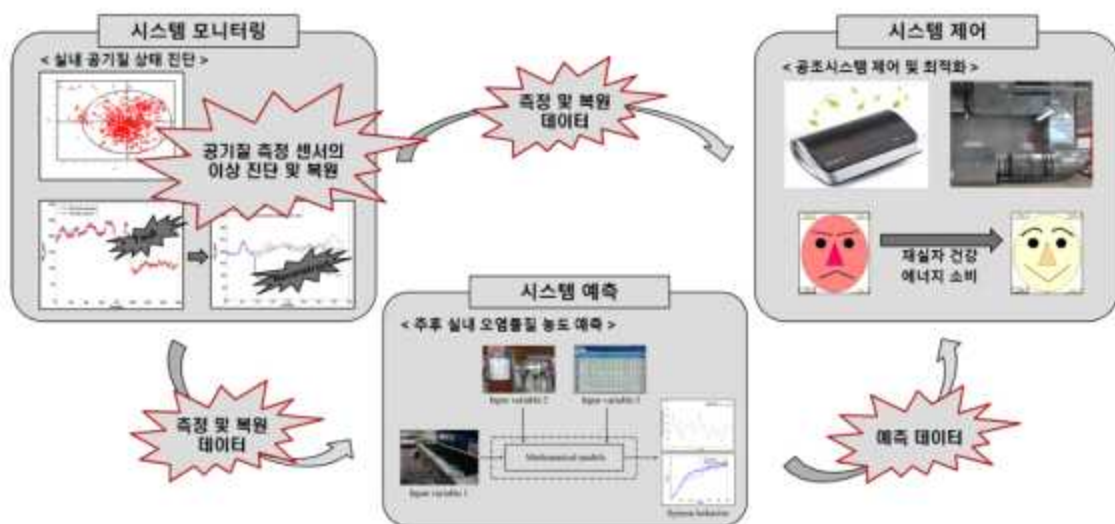 시스템 모니터링
< 실내 공기질 상태 진단 >
공기질 측정 센서의
이상 진단 및 복원
측정 및 복원
데이터
시스템 제어
< 공조시스템 제어 및 최적화 >
재실자 건강
에너지 소비
시스템 예측
< 추후 실내 오염물질 농도 예측 >
Input variable 2
Input variable 3
Mathematical models
Input variable 1
System behavior
측정 및 복원
데이터
예측 데이터